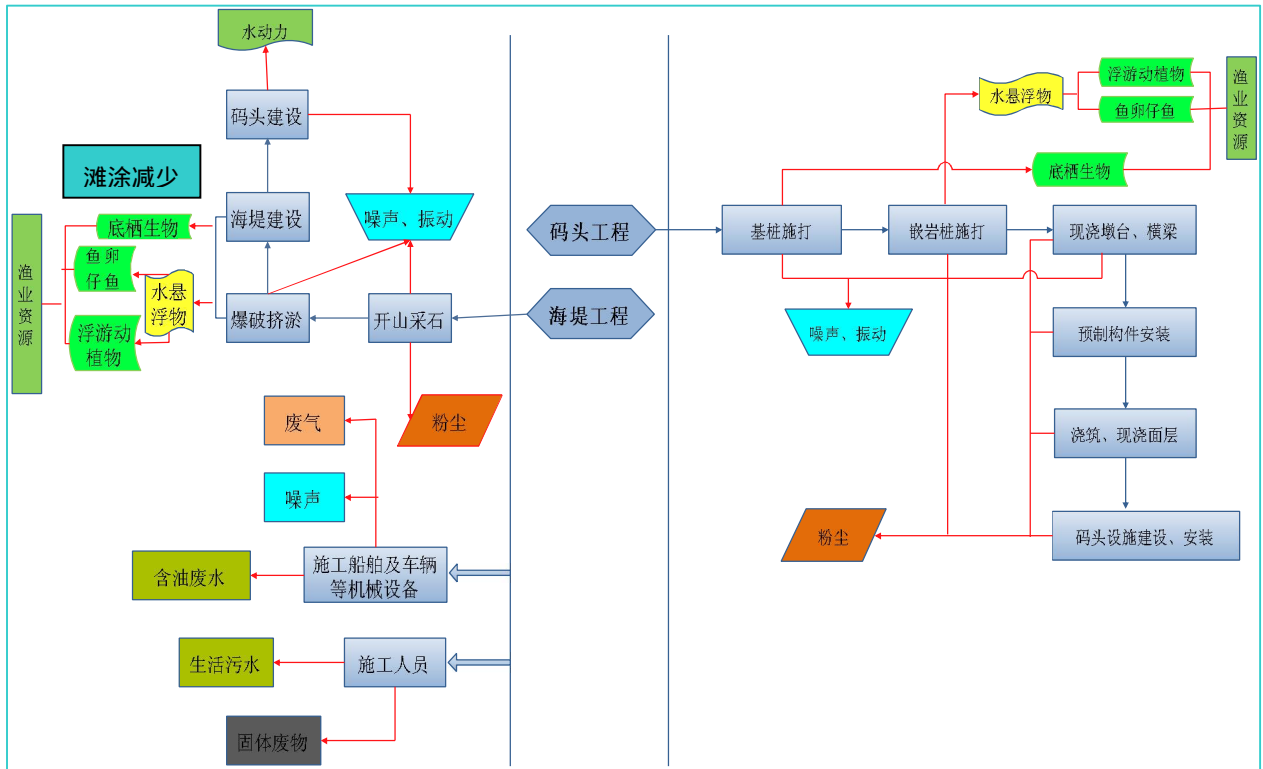 水动力
码头建设
滩涂减少
海堤建设
噪声、振动
底栖生物
鱼卵
仔鱼
渔业资源
水悬
浮物
浮游动
植物
爆破挤淤
开山采石
废气
粉尘
噪声
含油废水
施工船舶及车辆
等机械设备
生活污水
施工人员
固体废物
码头工程
海堤工程
水悬浮物
浮游动植物
鱼卵仔鱼
渔业资源
底栖生物
基桩施打
嵌岩桩施打
现浇墩台、横梁
噪声、振动
预制构件安装
浇筑、现浇面层
粉尘
码头设施建设、安装